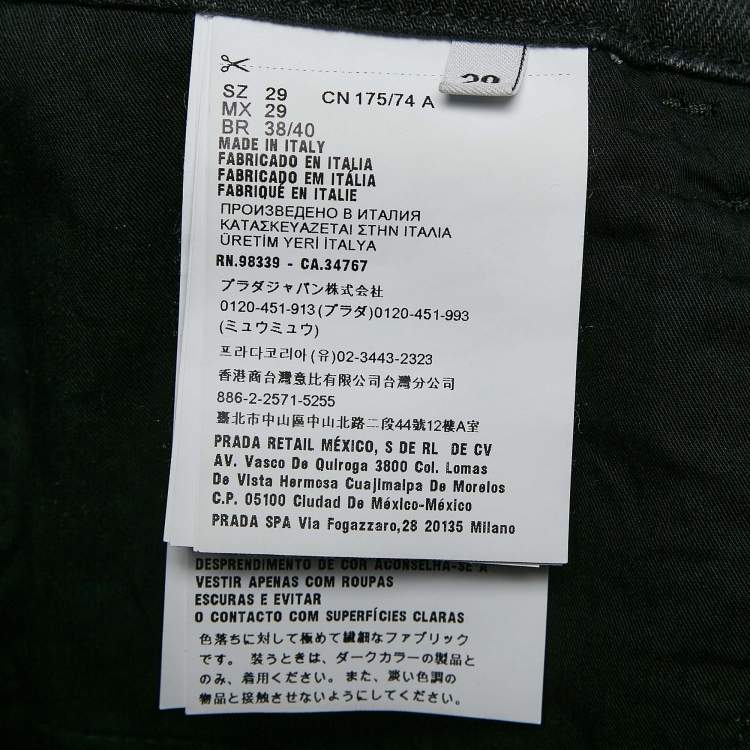 SZ 29 CN 175/74 A
MX 29
BR 38/40
MADE IN ITALY
FABRICADO EN ITALIA
FABRICADO EM ITÁLIA
FABRIQUÉ EN ITALIE
ПРОИЗВЕДЕНО В ИТАЛИЯ
ΚΑΤΑΣΚΕΥΑΖΕΤΑΙ ΣΤΗΝ ΙΤΑΛΙΑ
ÜRETİM YERİ İTALYA
RN.98339 - CA.34767
プラダジャパン株式会社
0120-451-913(プラダ)0120-451-993
(ミュウミュウ)
프라다코리아(유)02-3443-2323
香港商台灣意比有限公司台灣分公司
886-2-2571-5255
臺北市中山區中山北路二段44號12樓A室
PRADA RETAIL MÉXICO, S DE RL DE CV
AV. Vasco De Quiroga 3800 Col. Lomas
De Vista Hermosa Cuajimalpa De Morelos
C.P. 05100 Ciudad De México-México
PRADA SPA Via Fogazzaro,28 20135 Milano
DESPRENDIMENTO DE COR ACONSELHA-SE A
VESTIR APENAS COM ROUPAS
ESCURAS E EVITAR
O CONTACTO COM SUPERFÍCIES CLARAS
色落ちに対して極めて繊細なファブリック
です。 装うときは、ダークカラーの製品と
のみ、着用ください。また、淡い色調の
物品と接触させないようにしてください。